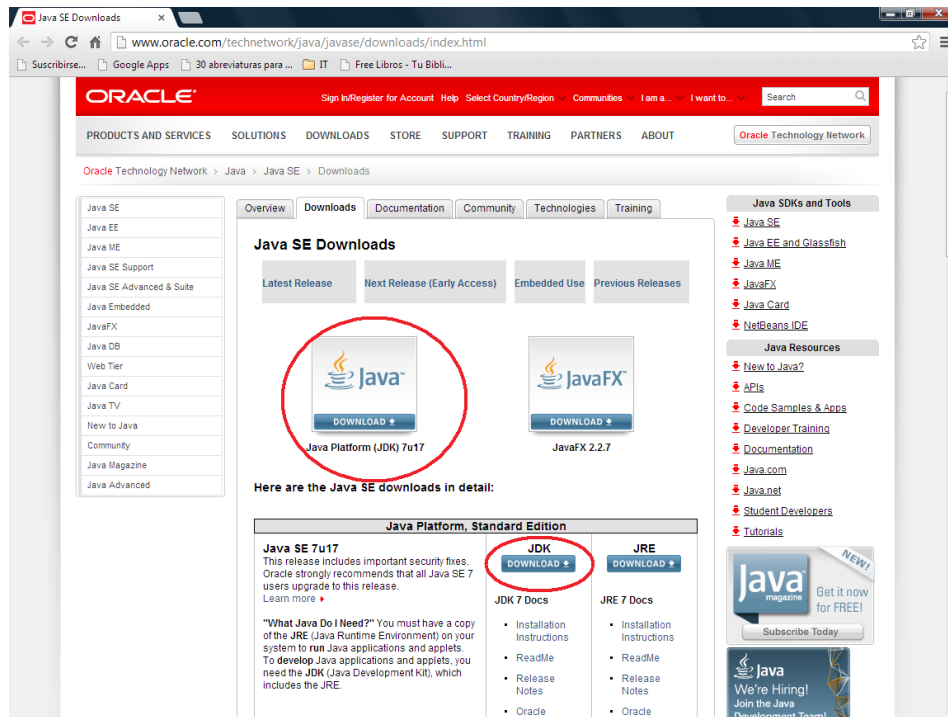 Java SE Downloads
www.oracle.com/technetwork/java/javase/downloads/index.html
Suscribirse... Google Apps 30 abreviaturas para ... IT Free Libros - Tu Bibli...
ORACLE
Sign In/Register for Account Help Select Country/Region Communities I am a... I want to... Search
PRODUCTS AND SERVICES SOLUTIONS DOWNLOADS STORE SUPPORT TRAINING PARTNERS ABOUT Oracle Technology Network
Oracle Technology Network > Java > Java SE > Downloads
Java SE
Java EE
Java ME
Java SE Support
Java SE Advanced & Suite
Java Embedded
JavaFX
Java DB
Web Tier
Java Card
Java TV
New to Java
Community
Java Magazine
Java Advanced
Overview Downloads Documentation Community Technologies Training
Java SE Downloads
Latest Release Next Release (Early Access) Embedded Use Previous Releases
Java
DOWNLOAD
Java Platform (JDK) 7u17
JavaFX
DOWNLOAD
JavaFX 2.2.7
Here are the Java SE downloads in detail:
Java Platform, Standard Edition
Java SE 7u17
This release includes important security fixes.
Oracle strongly recommends that all Java SE 7
users upgrade to this release.
Learn more
"What Java Do I Need?" You must have a copy
of the JRE (Java Runtime Environment) on your
system to run Java applications and applets.
To develop Java applications and applets, you
need the JDK (Java Development Kit), which
includes the JRE.
JDK
DOWNLOAD
JDK 7 Docs
Installation
Instructions
ReadMe
Release
Notes
Oracle
JRE
DOWNLOAD
JRE 7 Docs
Installation
Instructions
ReadMe
Release
Notes
Oracle
Java SDKs and Tools
Java SE
Java EE and Glassfish
Java ME
JavaFX
Java Card
NetBeans IDE
Java Resources
New to Java?
APIs
Code Samples & Apps
Developer Training
Documentation
Java.com
Java.net
Student Developers
Tutorials
NEW!
Java
magazine
Get it now
for FREE!
Subscribe Today
Java
We're Hiring!
Join the Java
Development Team!